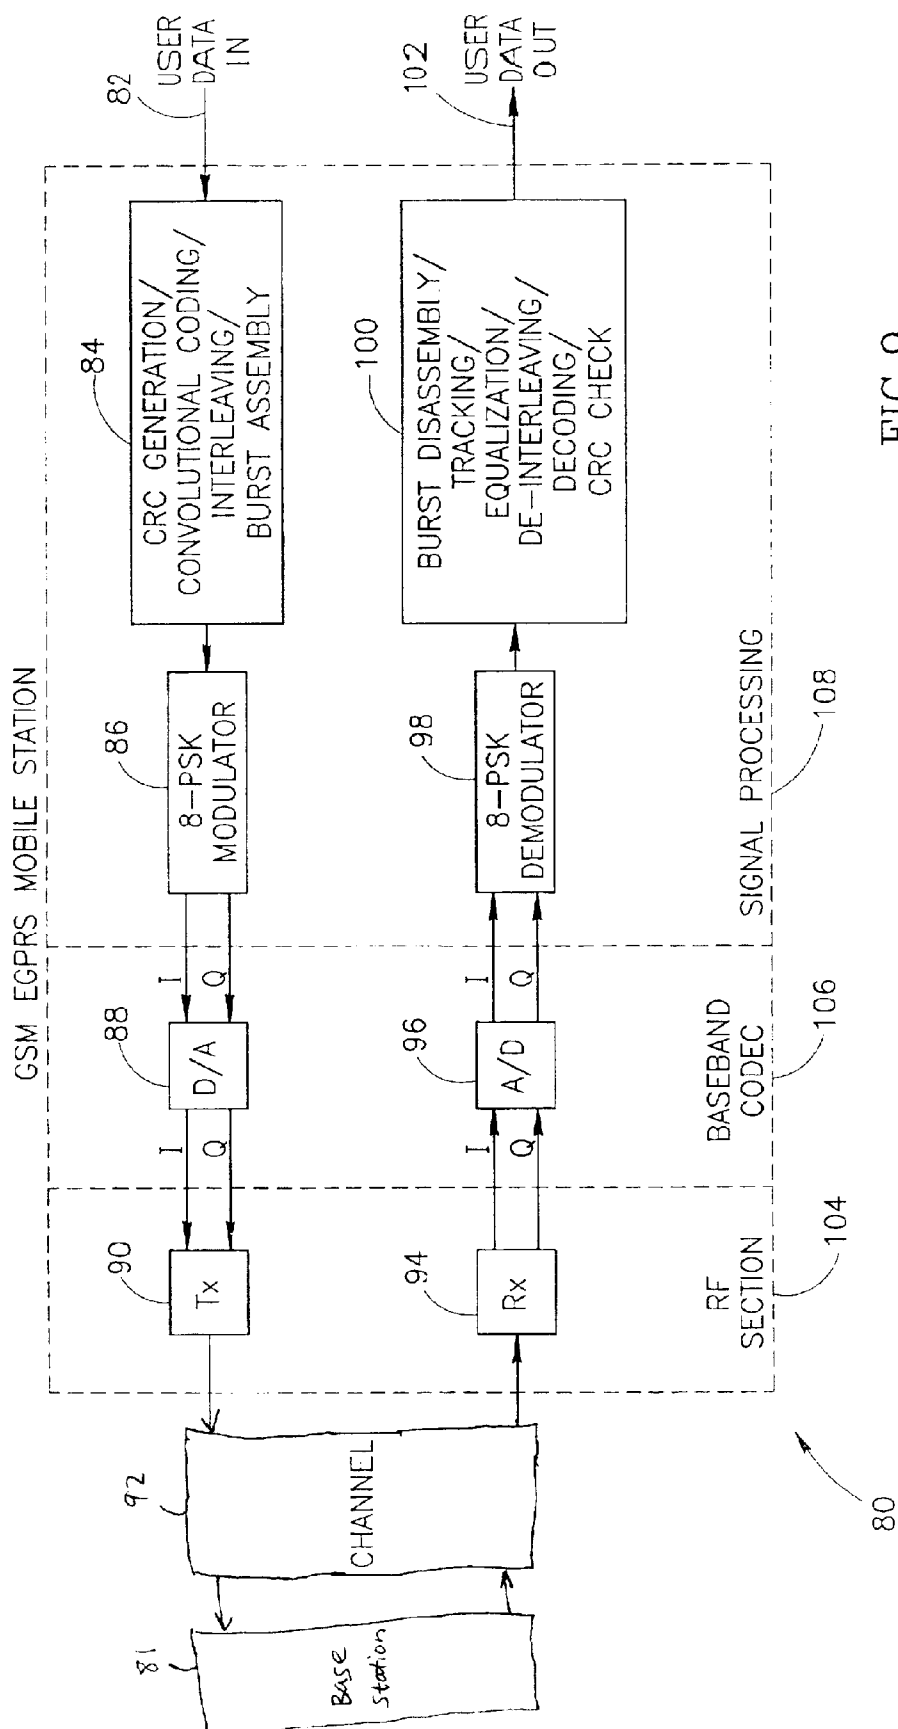 GSM EGPRS MOBILE STATION
81
Base
Station
92
CHANNEL
90
Tx
I
Q
88
D/A
I
Q
86
8-PSK
MODULATOR
84
CRC GENERATION/
CONVOLUTIONAL CODING/
INTERLEAVING/
BURST ASSEMBLY
82
USER
DATA
IN
94
Rx
I
Q
96
A/D
I
Q
98
8-PSK
DEMODULATOR
100
BURST DISASSEMBLY/
TRACKING/
EQUALIZATION/
DE-INTERLEAVING/
DECODING/
CRC CHECK
102
USER
DATA
OUT
RF
SECTION
104
BASEBAND
CODEC
106
SIGNAL PROCESSING
108
80